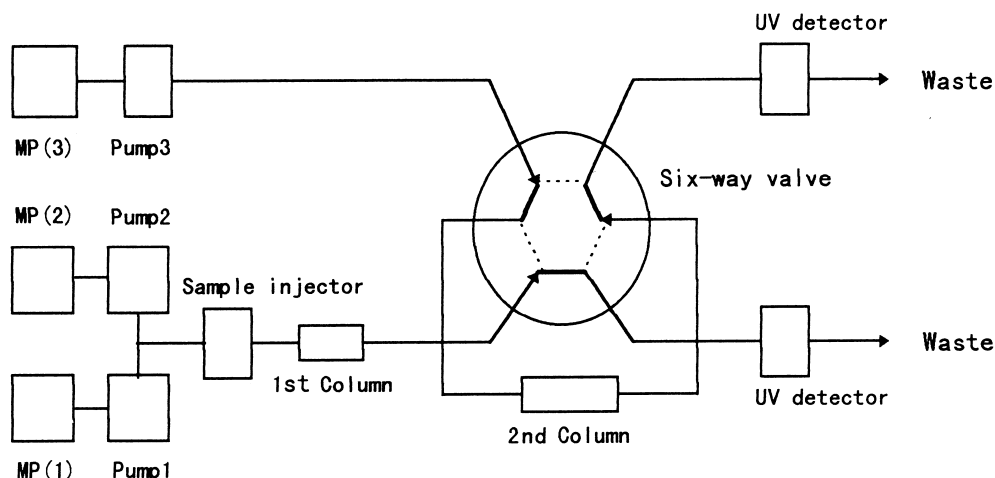 UV detector
Waste
MP(3) Pump3
Six-way valve
MP(2) Pump2
Sample injector
Waste
1st Column
UV detector
2nd Column
MP(1) Pump1